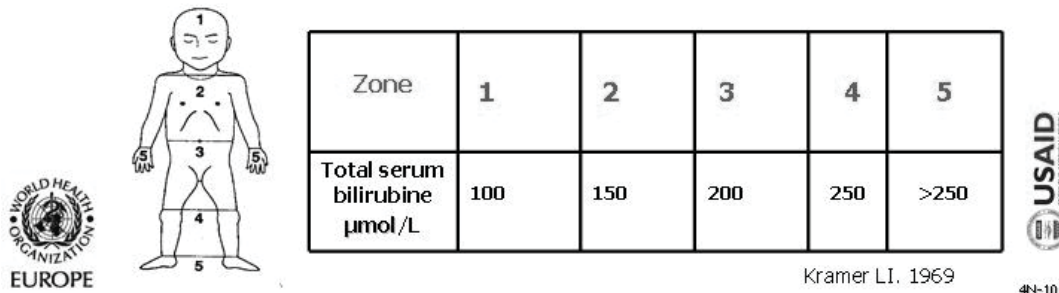 1
2
3
5
5
4
5
WORLD HEALTH
ORGANIZATION
EUROPE
Zone 1 2 3 4 5
Total serum
bilirubine
μmol/L
100 150 200 250 >250
Kramer LI. 1969
USAID
4N-10